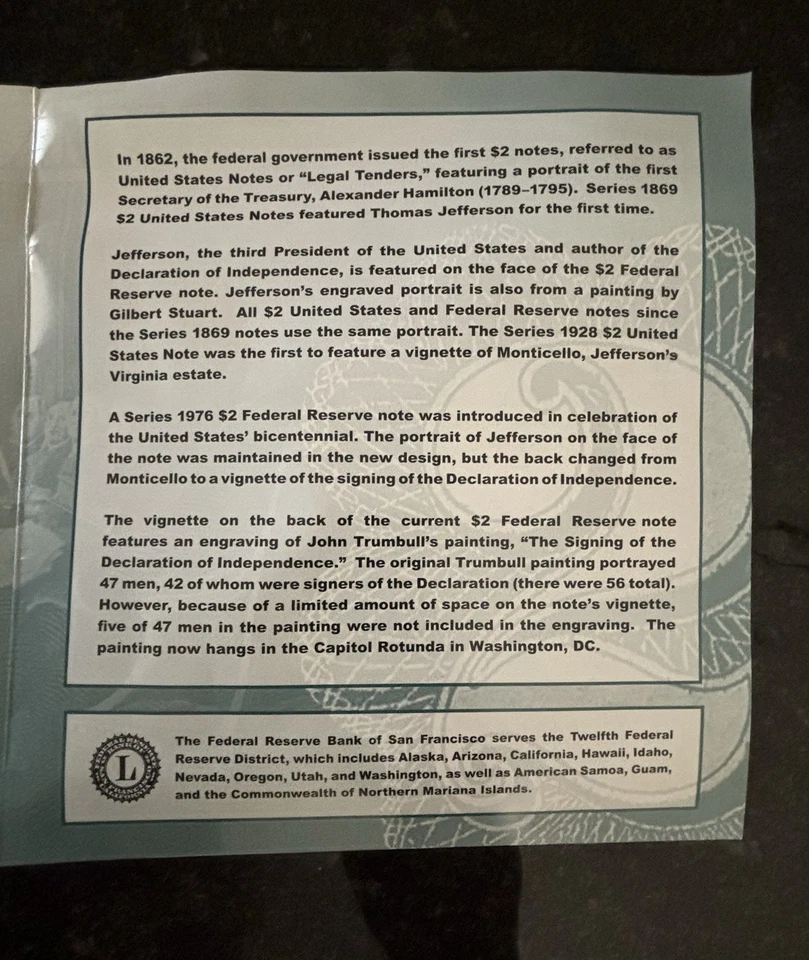 In 1862, the federal government issued the first $2 notes, referred to as
United States Notes or “Legal Tenders,” featuring a portrait of the first
Secretary of the Treasury, Alexander Hamilton (1789–1795). Series 1869
$2 United States Notes featured Thomas Jefferson for the first time.
Jefferson, the third President of the United States and author of the
Declaration of Independence, is featured on the face of the $2 Federal
Reserve note. Jefferson’s engraved portrait is also from a painting by
Gilbert Stuart. All $2 United States and Federal Reserve notes since
the Series 1869 notes use the same portrait. The Series 1928 $2 United
States Note was the first to feature a vignette of Monticello, Jefferson’s
Virginia estate.
A Series 1976 $2 Federal Reserve note was introduced in celebration of
the United States’ bicentennial. The portrait of Jefferson on the face of
the note was maintained in the new design, but the back changed from
Monticello to a vignette of the signing of the Declaration of Independence.
The vignette on the back of the current $2 Federal Reserve note
features an engraving of John Trumbull’s painting, “The Signing of the
Declaration of Independence.” The original Trumbull painting portrayed
47 men, 42 of whom were signers of the Declaration (there were 56 total).
However, because of a limited amount of space on the note’s vignette,
five of 47 men in the painting were not included in the engraving. The
painting now hangs in the Capitol Rotunda in Washington, DC.
L
The Federal Reserve Bank of San Francisco serves the Twelfth Federal
Reserve District, which includes Alaska, Arizona, California, Hawaii, Idaho,
Nevada, Oregon, Utah, and Washington, as well as American Samoa, Guam,
and the Commonwealth of Northern Mariana Islands.